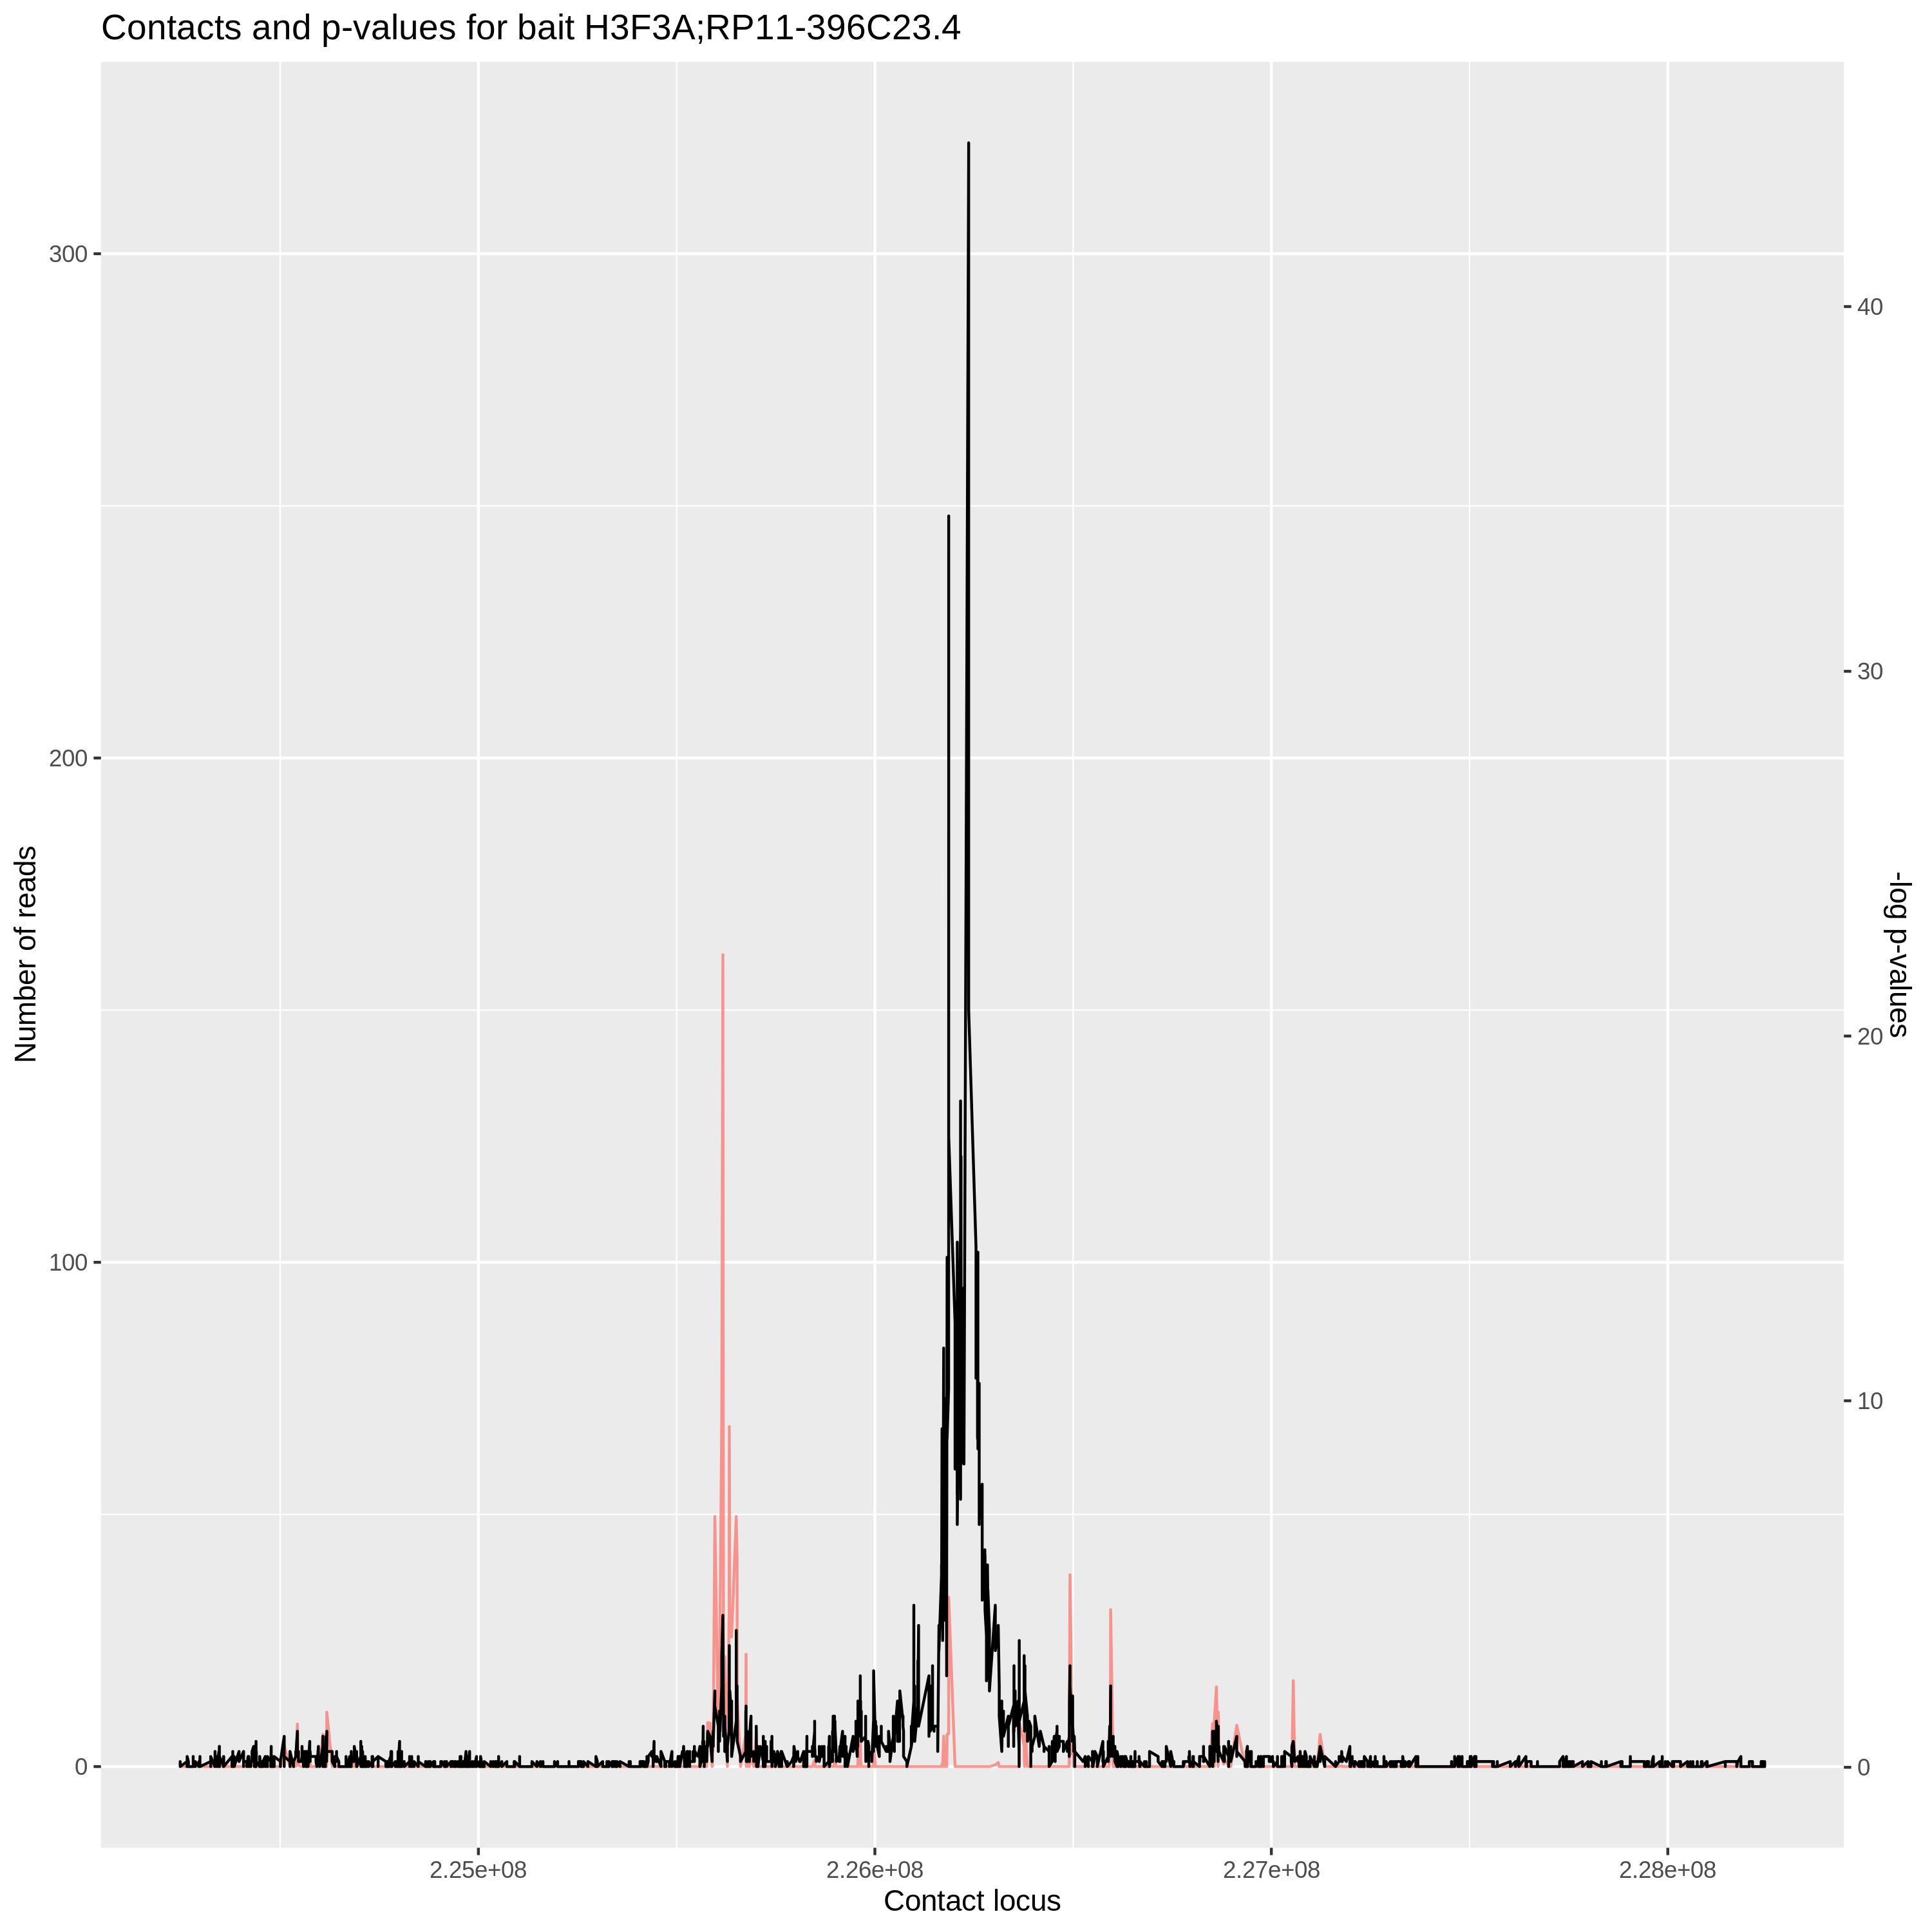 Contacts and p-values for bait H3F3A;RP11-396C23.4
300
200
100
0
Number of reads
40
30
20
10
0
-log p-values
2.25e+08
2.26e+08
2.27e+08
2.28e+08
Contact locus